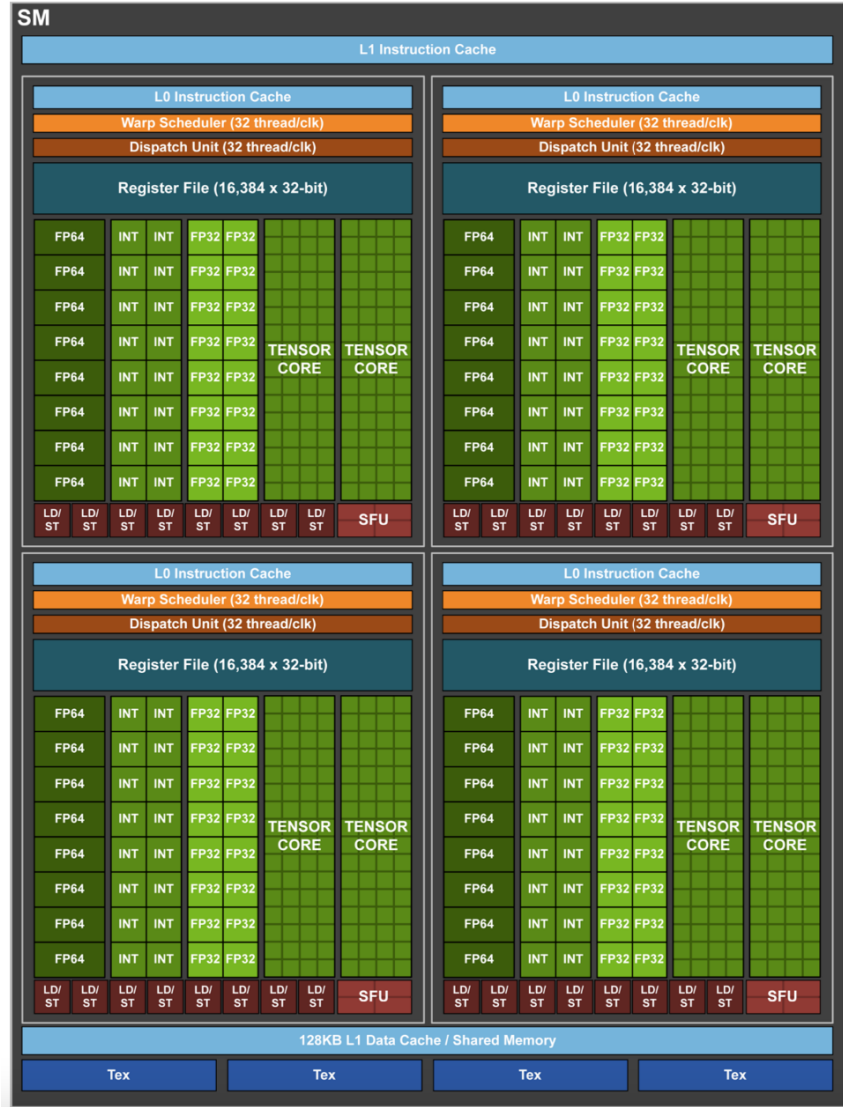 SM
L1 Instruction Cache
L0 Instruction Cache
Warp Scheduler (32 thread/clk)
Dispatch Unit (32 thread/clk)
Register File (16,384 x 32-bit)
FP64 INT INT FP32 FP32
FP64 INT INT FP32 FP32
FP64 INT INT FP32 FP32
FP64 INT INT FP32 FP32
FP64 INT INT FP32 FP32
FP64 INT INT FP32 FP32
FP64 INT INT FP32 FP32
FP64 INT INT FP32 FP32
TENSOR CORE
TENSOR CORE
LD/ST LD/ST LD/ST LD/ST LD/ST LD/ST LD/ST LD/ST SFU
L0 Instruction Cache
Warp Scheduler (32 thread/clk)
Dispatch Unit (32 thread/clk)
Register File (16,384 x 32-bit)
FP64 INT INT FP32 FP32
FP64 INT INT FP32 FP32
FP64 INT INT FP32 FP32
FP64 INT INT FP32 FP32
FP64 INT INT FP32 FP32
FP64 INT INT FP32 FP32
FP64 INT INT FP32 FP32
FP64 INT INT FP32 FP32
TENSOR CORE
TENSOR CORE
LD/ST LD/ST LD/ST LD/ST LD/ST LD/ST LD/ST LD/ST SFU
L0 Instruction Cache
Warp Scheduler (32 thread/clk)
Dispatch Unit (32 thread/clk)
Register File (16,384 x 32-bit)
FP64 INT INT FP32 FP32
FP64 INT INT FP32 FP32
FP64 INT INT FP32 FP32
FP64 INT INT FP32 FP32
FP64 INT INT FP32 FP32
FP64 INT INT FP32 FP32
FP64 INT INT FP32 FP32
FP64 INT INT FP32 FP32
TENSOR CORE
TENSOR CORE
LD/ST LD/ST LD/ST LD/ST LD/ST LD/ST LD/ST LD/ST SFU
L0 Instruction Cache
Warp Scheduler (32 thread/clk)
Dispatch Unit (32 thread/clk)
Register File (16,384 x 32-bit)
FP64 INT INT FP32 FP32
FP64 INT INT FP32 FP32
FP64 INT INT FP32 FP32
FP64 INT INT FP32 FP32
FP64 INT INT FP32 FP32
FP64 INT INT FP32 FP32
FP64 INT INT FP32 FP32
FP64 INT INT FP32 FP32
TENSOR CORE
TENSOR CORE
LD/ST LD/ST LD/ST LD/ST LD/ST LD/ST LD/ST LD/ST SFU
128KB L1 Data Cache / Shared Memory
Tex Tex Tex Tex